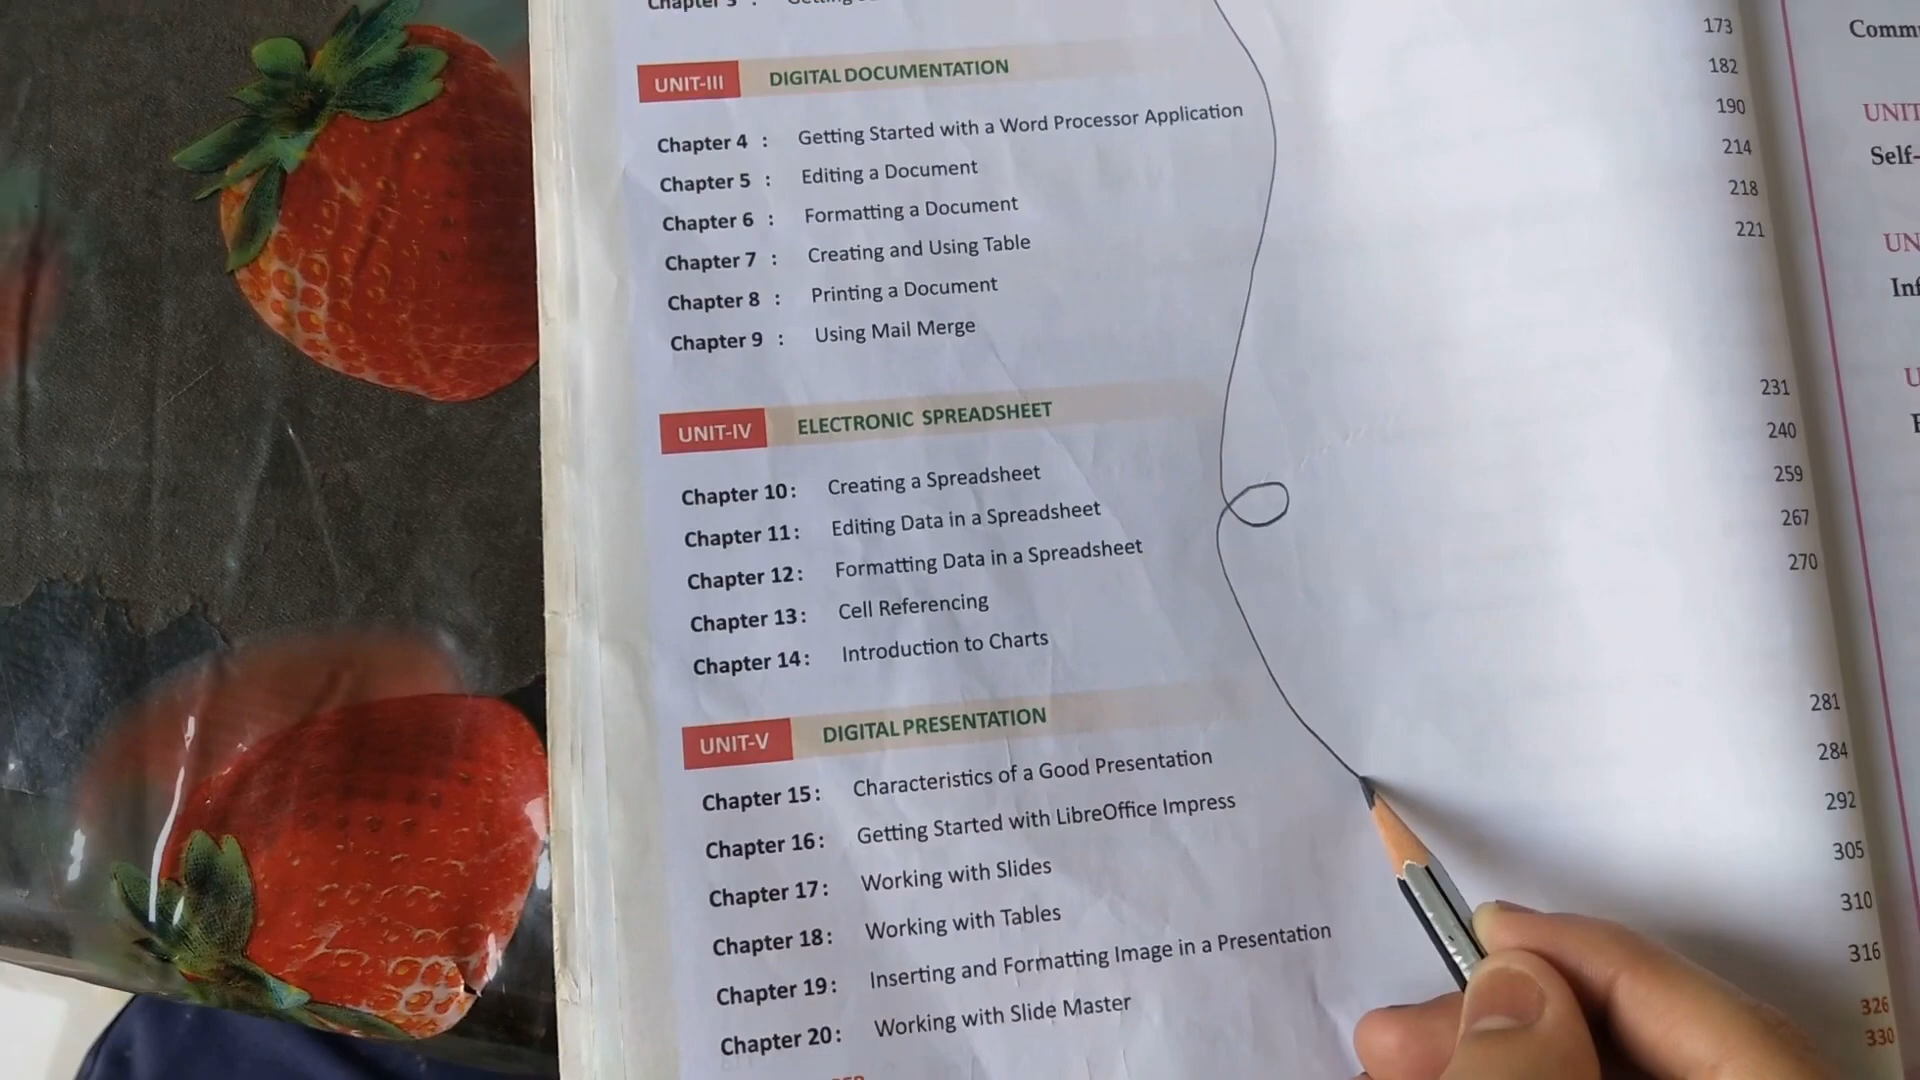 Chapter 3 :
173
UNIT-III DIGITAL DOCUMENTATION
Chapter 4 : Getting Started with a Word Processor Application 182
Chapter 5 : Editing a Document 190
Chapter 6 : Formatting a Document 214
Chapter 7 : Creating and Using Table 218
Chapter 8 : Printing a Document 221
Chapter 9 : Using Mail Merge
UNIT-IV ELECTRONIC SPREADSHEET
Chapter 10: Creating a Spreadsheet 231
Chapter 11: Editing Data in a Spreadsheet 240
Chapter 12: Formatting Data in a Spreadsheet 259
Chapter 13: Cell Referencing 267
Chapter 14: Introduction to Charts 270
UNIT-V DIGITAL PRESENTATION
Chapter 15: Characteristics of a Good Presentation 281
Chapter 16: Getting Started with LibreOffice Impress 284
Chapter 17: Working with Slides 292
Chapter 18: Working with Tables 305
Chapter 19: Inserting and Formatting Image in a Presentation 310
Chapter 20: Working with Slide Master 316
326
330
Comm
UNIT
Self-
UN
Inf
U